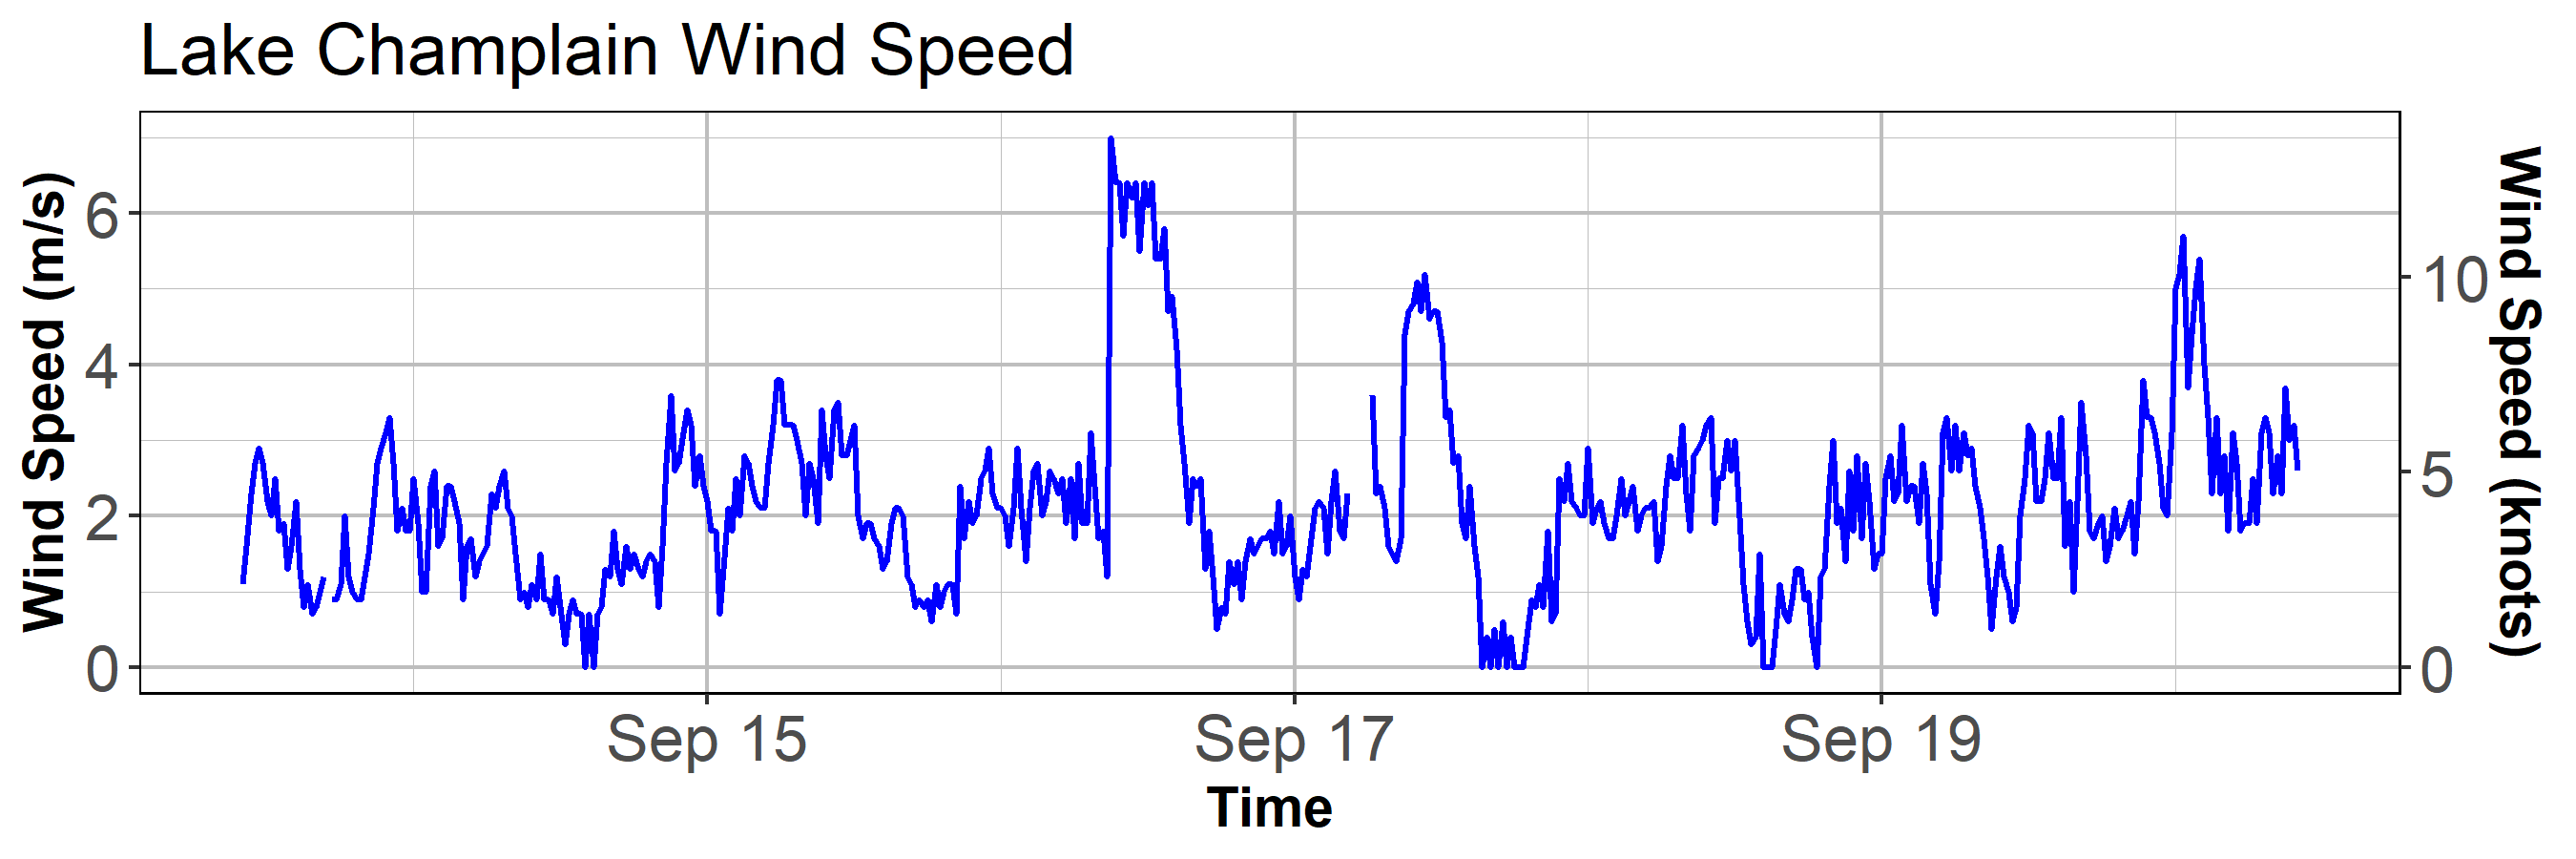 Lake Champlain Wind Speed
Wind Speed (m/s)
6
4
2
0
Wind Speed (knots)
10
5
0
Sep 15
Sep 17
Sep 19
Time